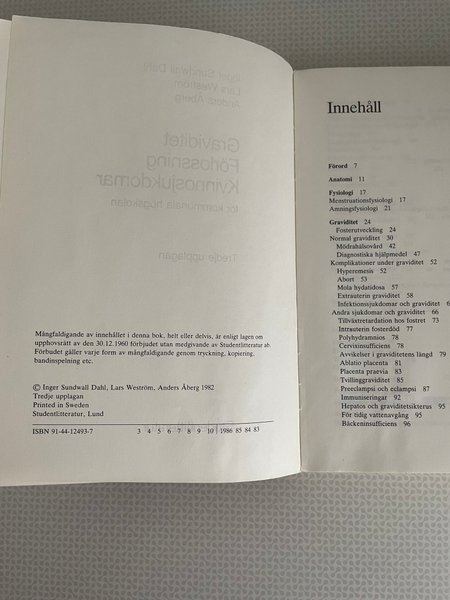 Mångfaldigande av innehållet i denna bok, helt eller delvis, är enligt lagen om
upphovsrätt av den 30.12.1960 förbjudet utan medgivande av Studentlitteratur ab.
Förbudet gäller varje form av mångfaldigande genom tryckning, kopiering,
bandinspelning etc.
© Inger Sundwall Dahl, Lars Weström, Anders Åberg 1982
Tredje upplagan
Printed in Sweden
Studentlitteratur, Lund
ISBN 91-44-12493-7 3 4 5 6 7 8 9 10 1986 85 84 83
Innehåll
Förord 7
Anatomi 11
Fysiologi 17
Menstruationsfysiologi 17
Amningsfysiologi 21
Graviditet 24
Fosterutveckling 24
Normal graviditet 30
Mödrahälsovård 42
Diagnostiska hjälpmedel 47
Komplikationer under graviditet 52
Hyperemesis 52
Abort 53
Mola hydatidosa 57
Extrauterin graviditet 58
Infektionssjukdomar och graviditet 6
Andra sjukdomar och graviditet 66
Tillväxtretardation hos fostret 73
Intrauterin fosterdöd 77
Polyhydramnios 78
Cervixinsufficiens 78
Avvikelser i graviditetens längd 79
Ablatio placenta 81
Placenta praevia 83
Tvillinggraviditet 85
Preeclampsi och eclampsi 87
Immuniseringar 92
Hepatos och graviditetsikterus 95
För tidig vattenavgång 95
Bäckeninsufficiens 96